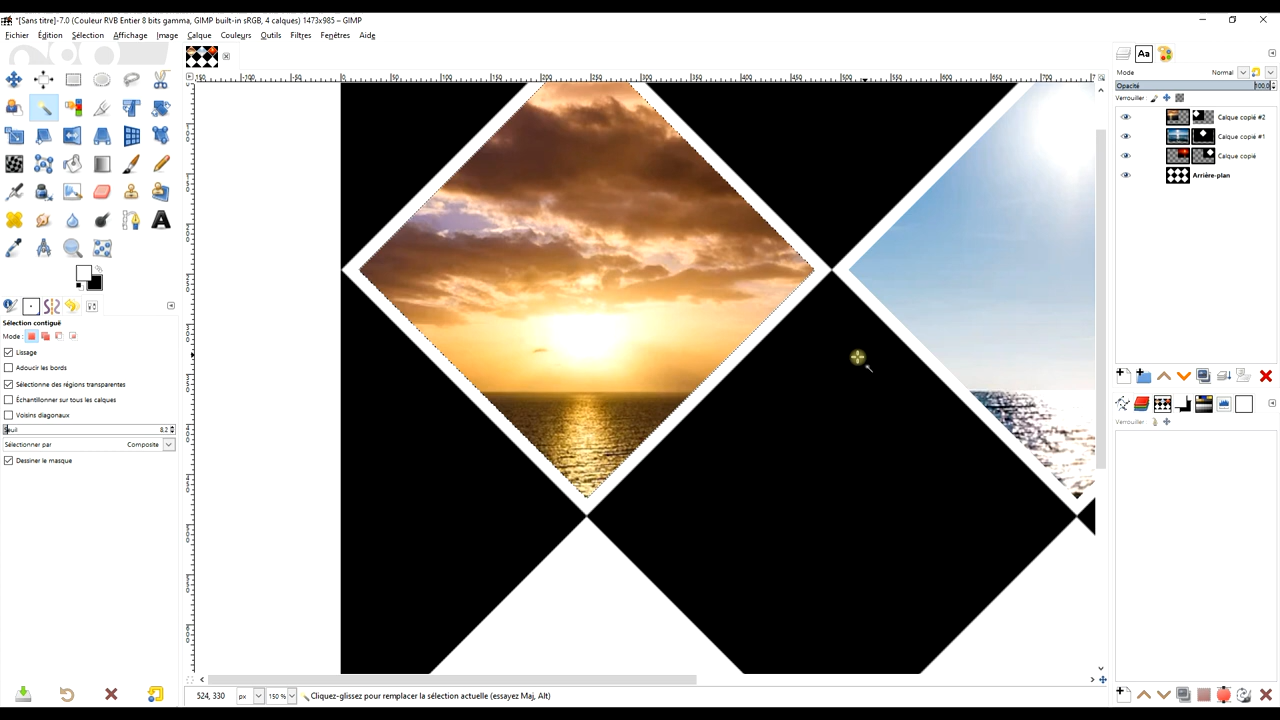 *[Sans titre]-7.0 (Couleur RVB Entier 8 bits gamma, GIMP built-in sRGB, 4 calques) 1473x985 – GIMP
Fichier Édition Sélection Affichage Image Calque Couleurs Outils Filtres Fenêtres Aide
Mode Normal
Opacité 100,0
Verrouiller :
Calque copié #2
Calque copié #1
Calque copié
Arrière-plan
Sélection contiguë
Mode :
Lissage
Adoucir les bords
Sélectionne des régions transparentes
Échantillonner sur tous les calques
Voisins diagonaux
Seuil 8,2
Sélectionner par Composite
Dessiner le masque
Verrouiller :
524, 330 px 150 % Cliquez-glissez pour remplacer la sélection actuelle (essayez Maj, Alt)